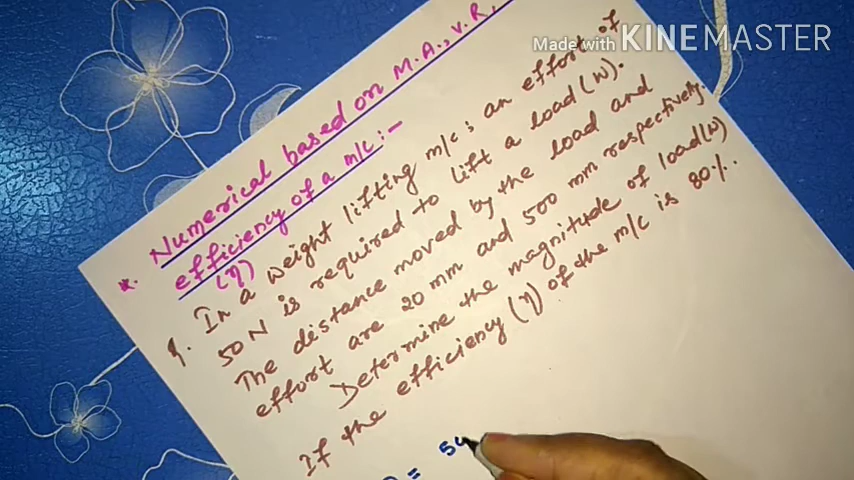 Made with KINEMASTER
*. Numerical based on M.A., V.R,
efficiency of a m/c :-
(η)
Q. In a weight lifting m/c; an effort of
50 N is required to lift a load (W).
The distance moved by the load and
effort are 20 mm and 500 mm respectively.
Determine the magnitude of load (W)
If the efficiency (η) of the m/c is 80%.
= 50